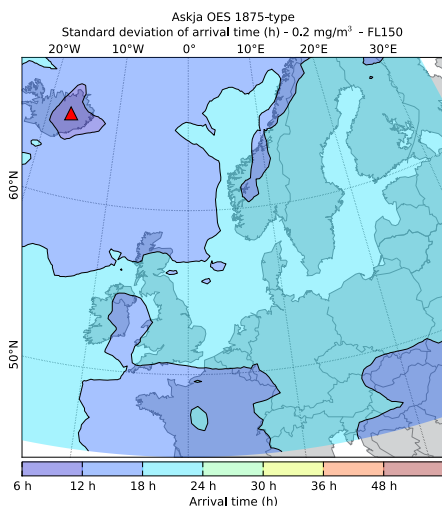 Askja OES 1875-type
Standard deviation of arrival time (h) - 0.2 mg/m³ - FL150
20°W 10°W 0° 10°E 20°E 30°E
60°N
50°N
6 h 12 h 18 h 24 h 30 h 36 h 48 h
Arrival time (h)